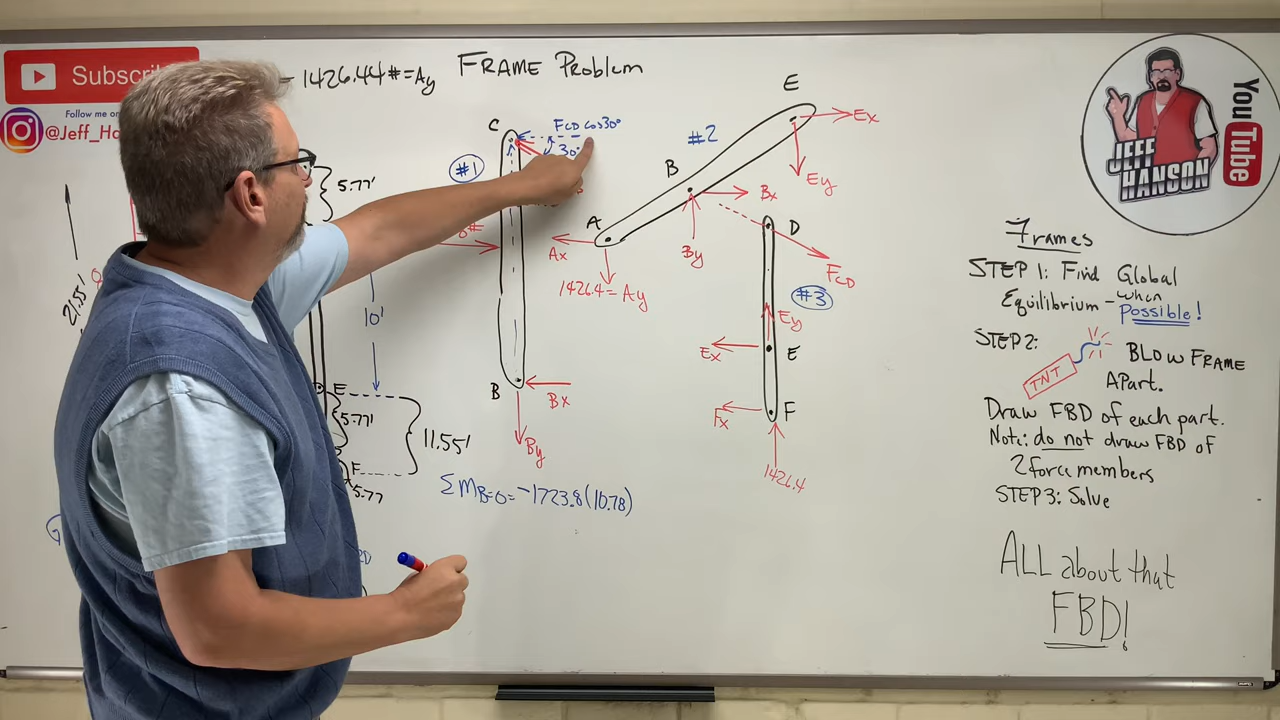 Subscri
Follow me on
@Jeff_Ha
- 1426.44#=Ay
FRAME PROBLEM
21.55'
5.77'
10'
E
5.77'
F
5.77
11.55'
#1
C
FCD Cos30°
30°
B
Bx
By
ΣMB=0=-1723.8(10.78)
#2
E
Ex
Ey
B
Bx
By
A
Ax
1426.4=Ay
D
FCD
#3
Ey
Ex
E
Fx
F
1426.4
JEFF
HANSON
YouTube
Frames
STEP 1: Find Global
Equilibrium - when
Possible!
STEP 2:
TNT
BLOW FRAME
APart.
Draw FBD of each part.
Note: do not draw FBD of
2 force members
STEP 3: Solve
ALL about that
FBD!